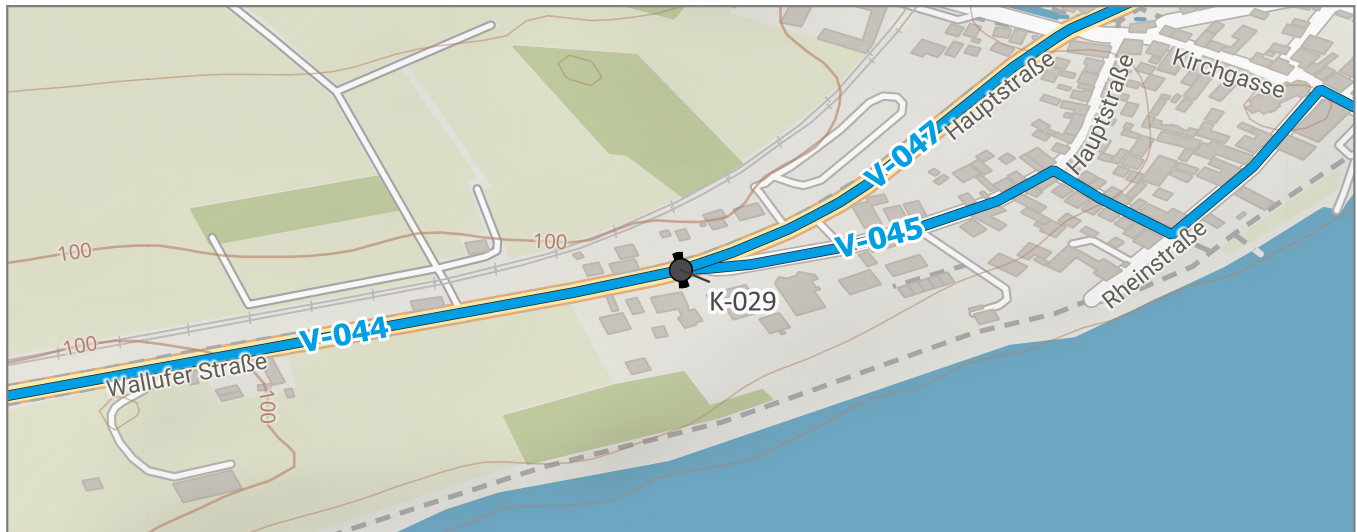 Kirchgasse
Hauptstraße
Hauptstraße
V-047
V-045
100
100
Rheinstraße
K-029
V-044
100
Wallufer Straße
100